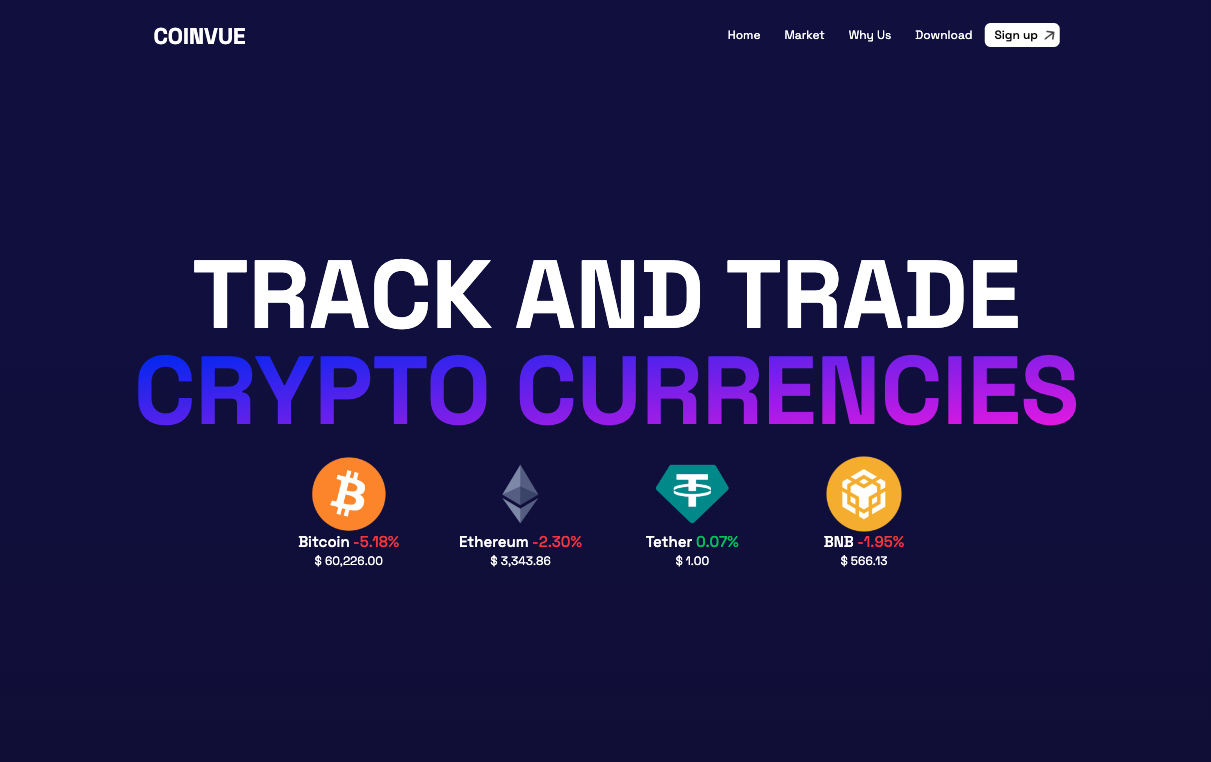 COINVUE
Home Market Why Us Download Sign up
TRACK AND TRADE
CRYPTO CURRENCIES
Bitcoin -5.18% Ethereum -2.30% Tether 0.07% BNB -1.95%
$ 60,226.00 $ 3,343.86 $ 1.00 $ 566.13